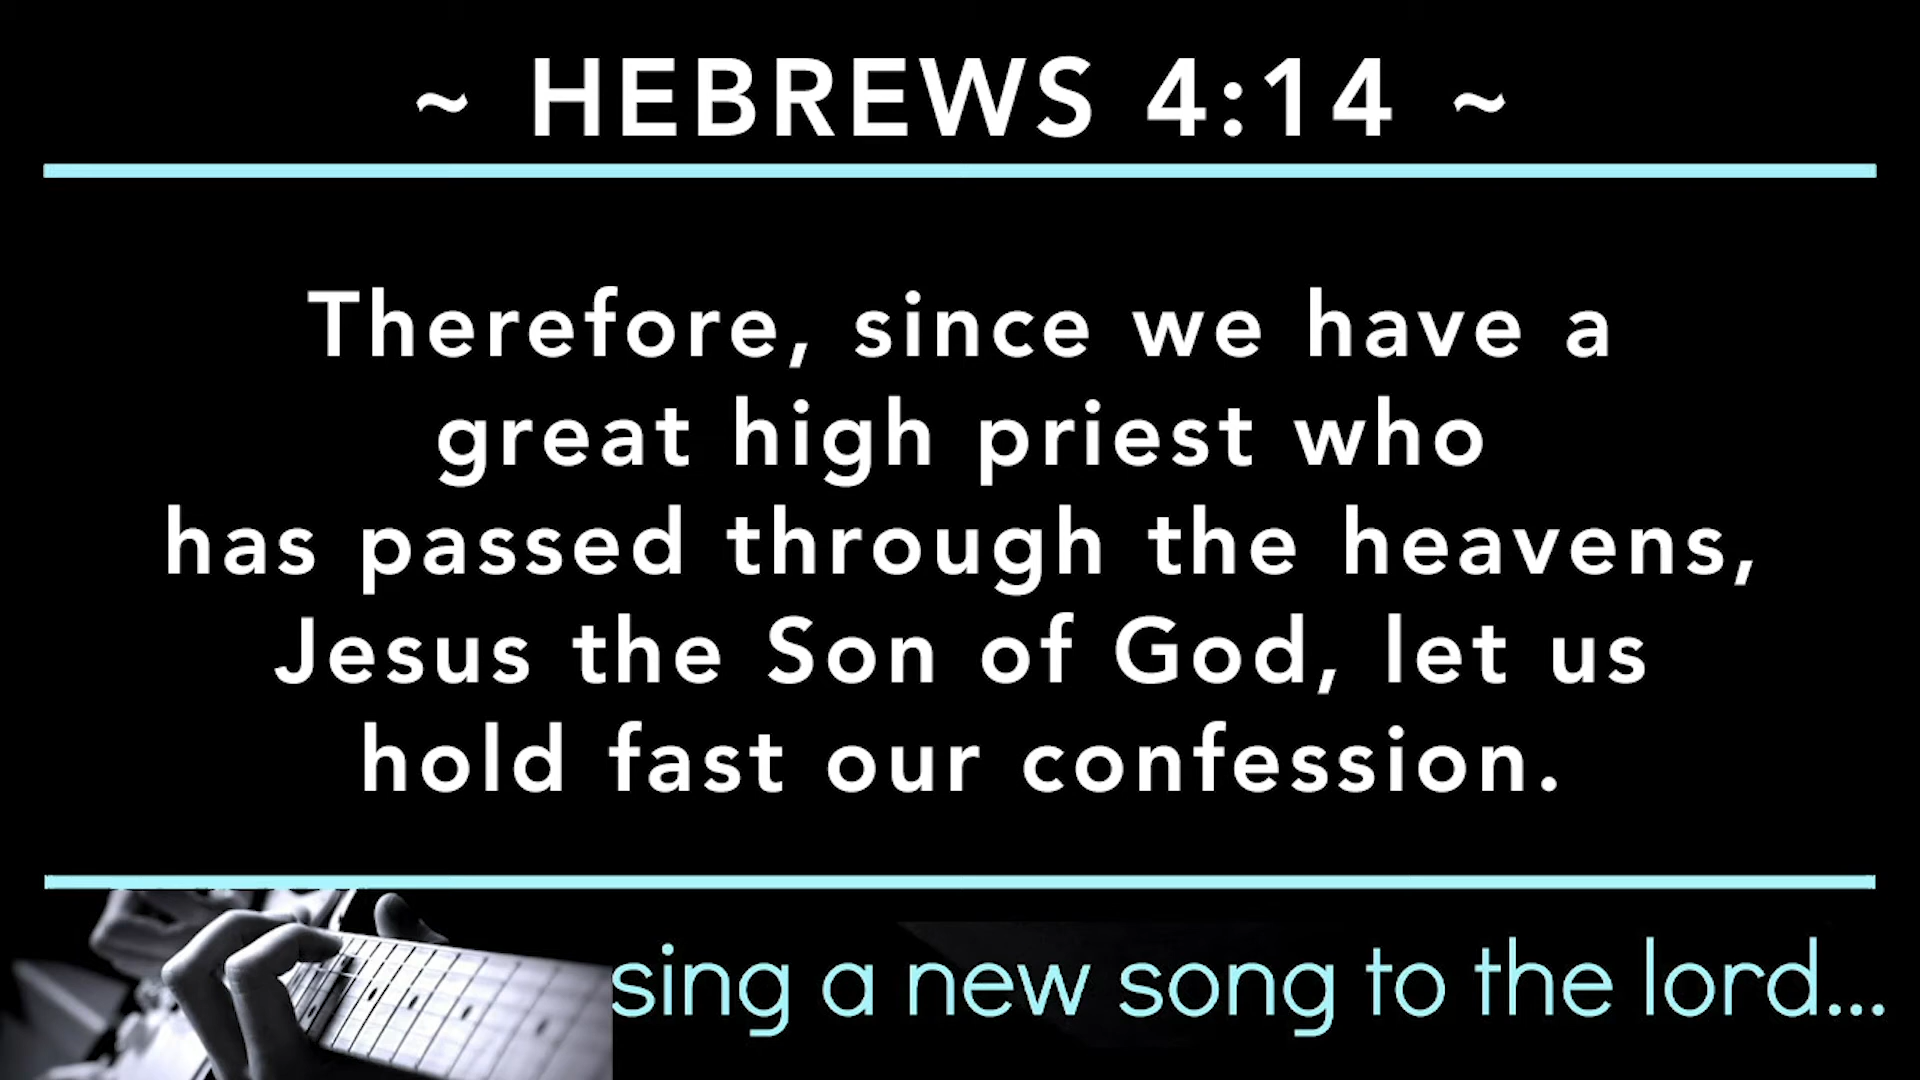 ~ HEBREWS 4:14 ~
Therefore, since we have a
great high priest who
has passed through the heavens,
Jesus the Son of God, let us
hold fast our confession.
sing a new song to the lord...